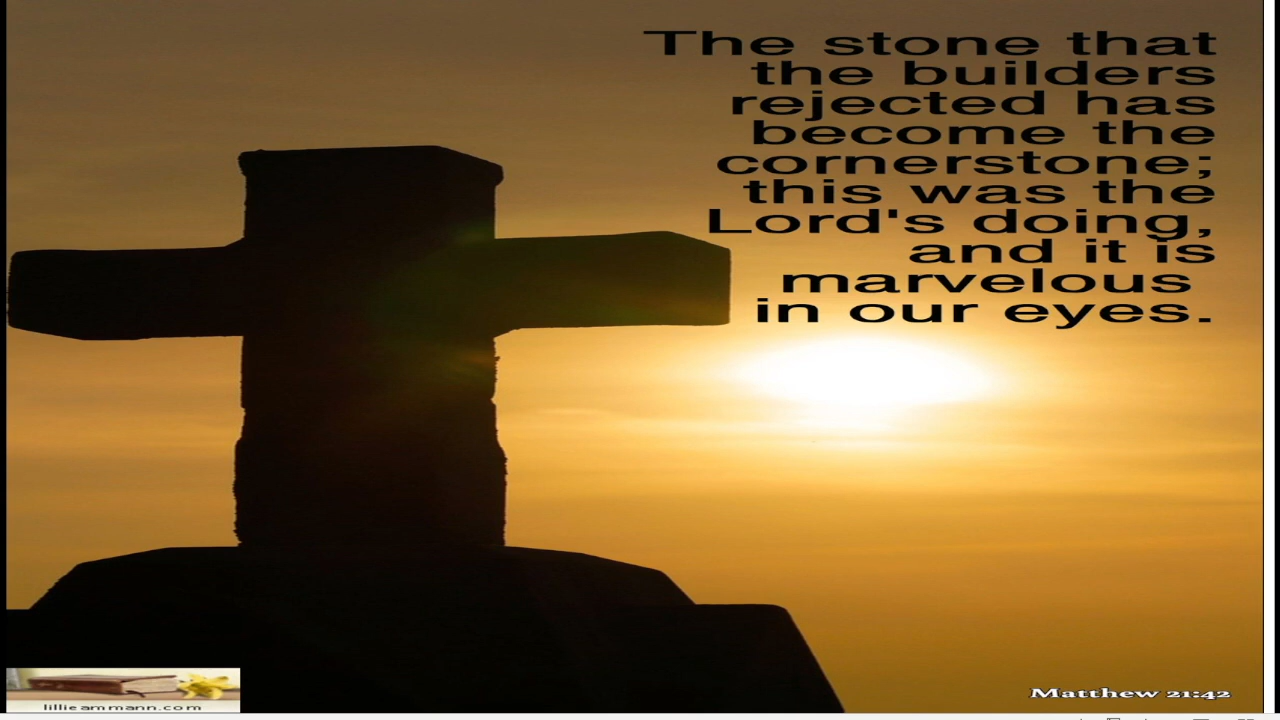 The stone that
the builders
rejected has
become the
cornerstone;
this was the
Lord's doing,
and it is
marvelous
in our eyes.
Matthew 21:42
lillieammann.com